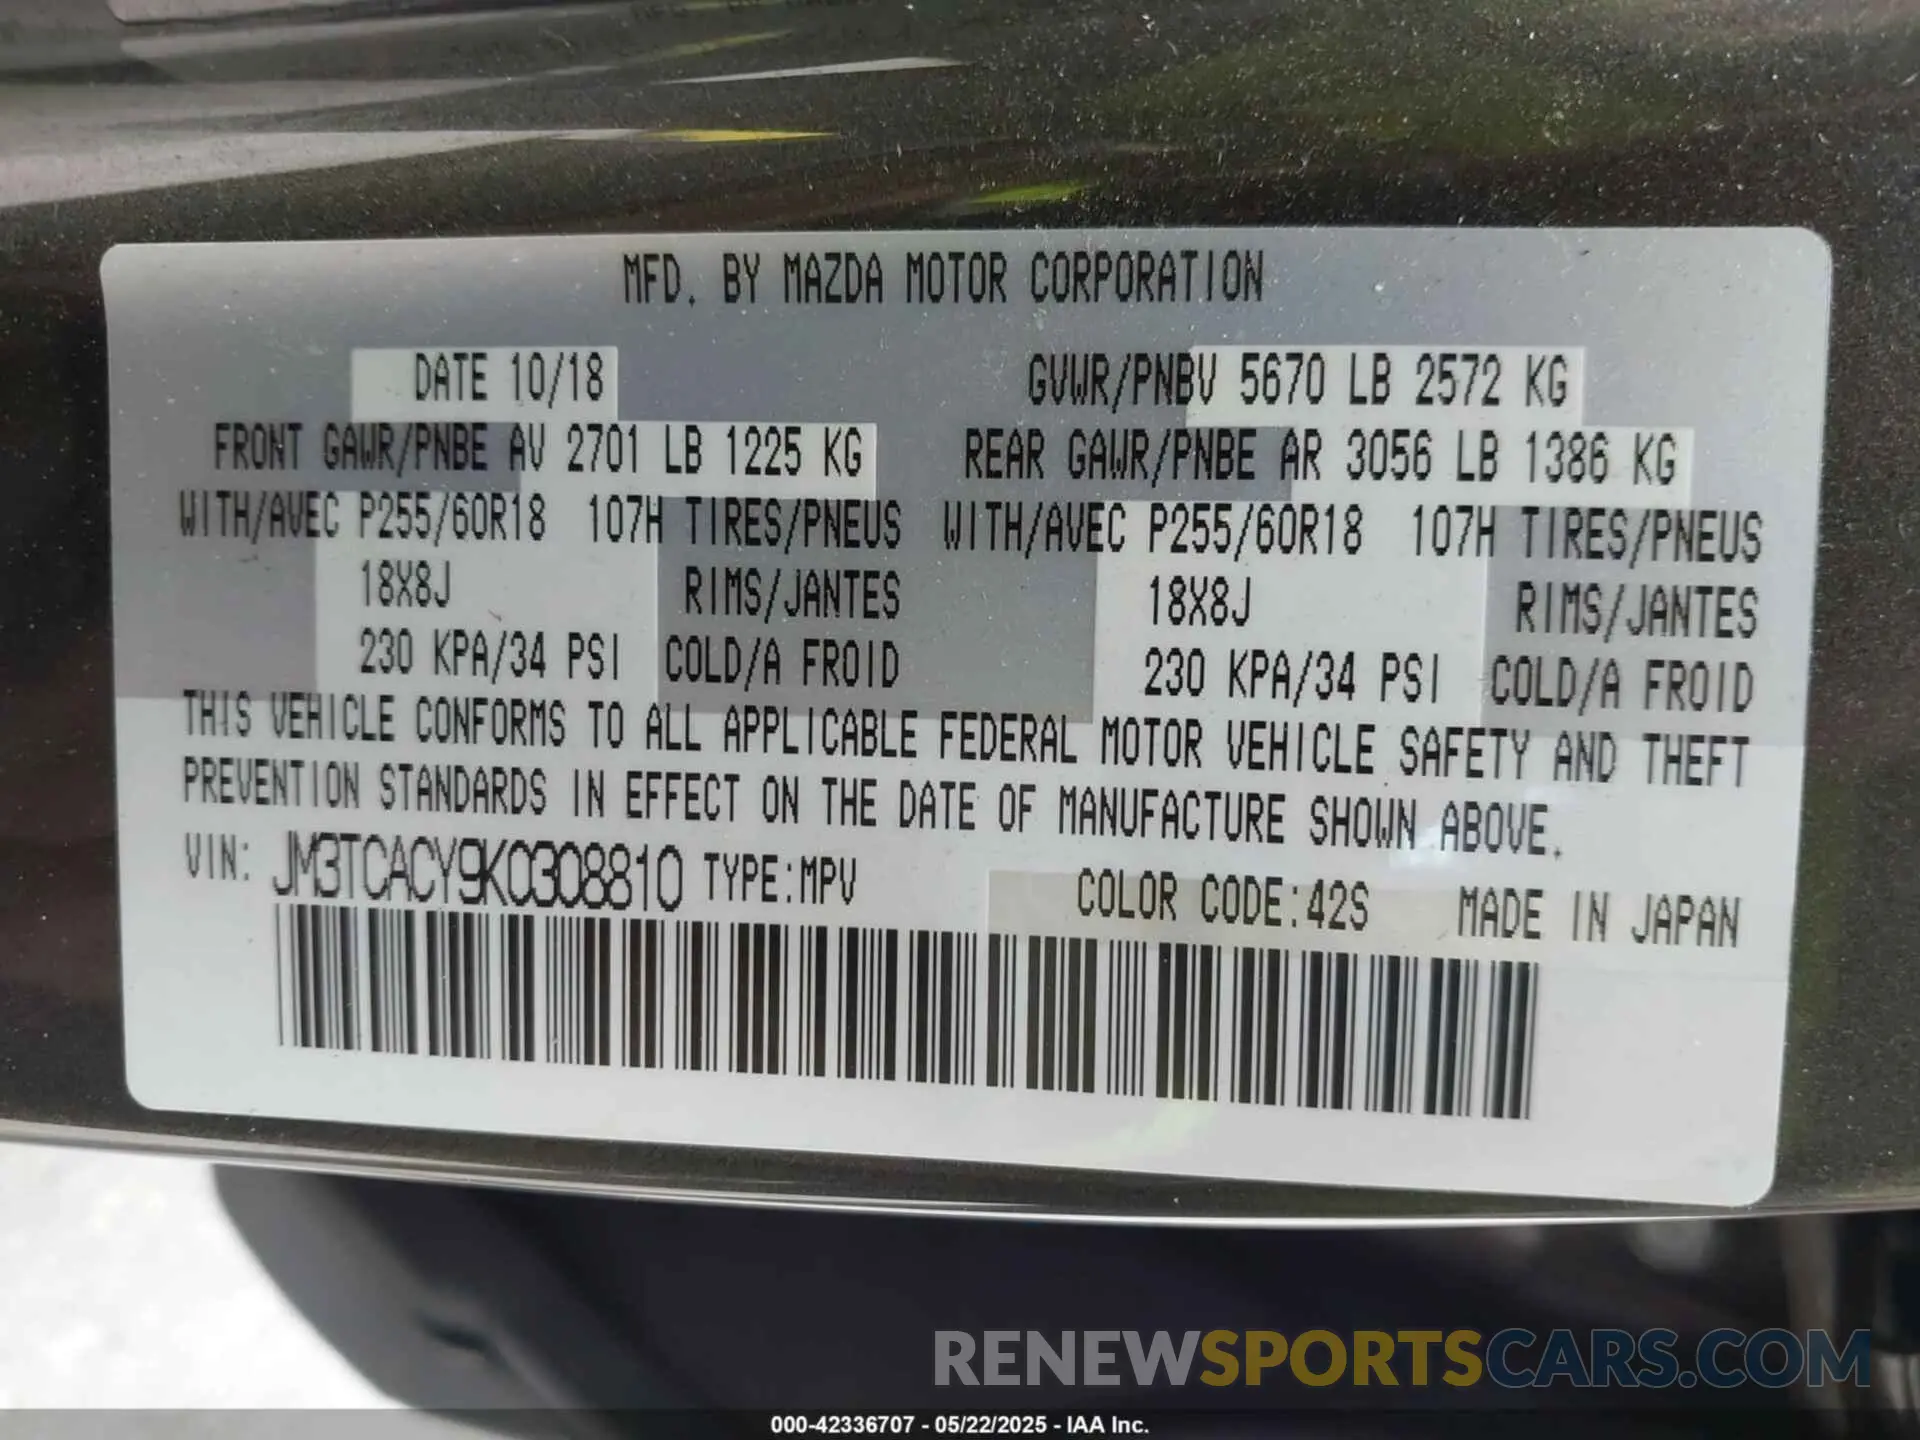 MFD. BY MAZDA MOTOR CORPORATION
DATE 10/18 GVWR/PNBV 5670 LB 2572 KG
FRONT GAWR/PNBE AV 2701 LB 1225 KG REAR GAWR/PNBE AR 3056 LB 1386 KG
WITH/AVEC P255/60R18 107H TIRES/PNEUS WITH/AVEC P255/60R18 107H TIRES/PNEUS
18X8J RIMS/JANTES 18X8J RIMS/JANTES
230 KPA/34 PSI COLD/A FROID 230 KPA/34 PSI COLD/A FROID
THIS VEHICLE CONFORMS TO ALL APPLICABLE FEDERAL MOTOR VEHICLE SAFETY AND THEFT
PREVENTION STANDARDS IN EFFECT ON THE DATE OF MANUFACTURE SHOWN ABOVE.
VIN: JM3TCACY9K0308810 TYPE:MPV COLOR CODE:42S MADE IN JAPAN
RENEWSPORTSCARS.COM
000-42336707 - 05/22/2025 - IAA Inc.